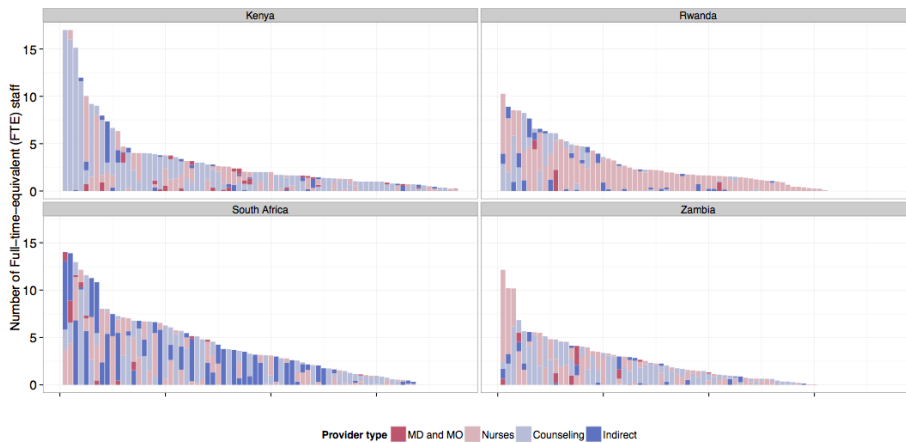 Kenya
Rwanda
15
10
5
0
South Africa
Zambia
15
10
5
0
Number of Full-time-equivalent (FTE) staff
Provider type MD and MO Nurses Counseling Indirect